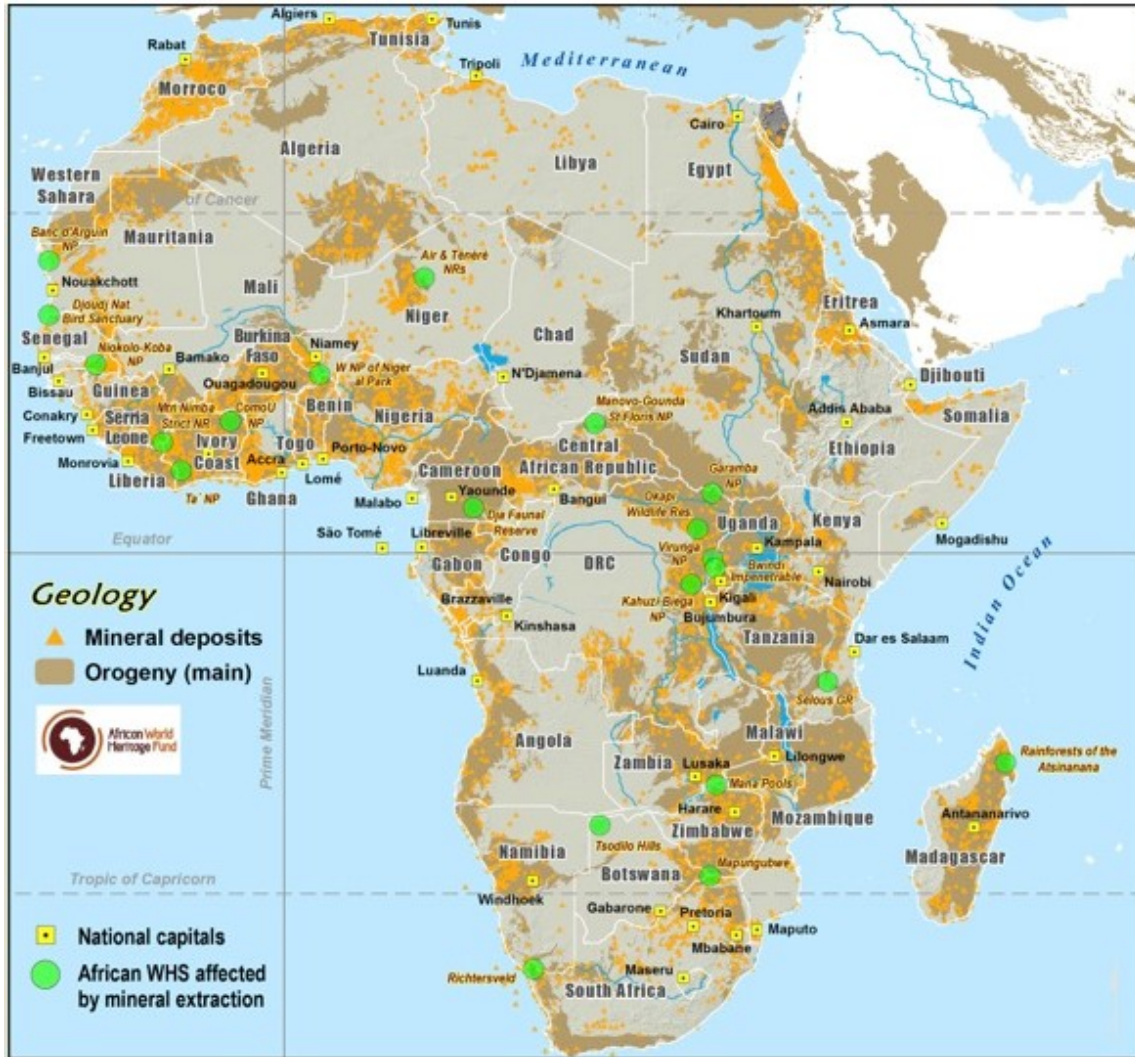 Algiers
Tunis
Tunisia
Rabat
Tripoli
Mediterranean
Morroco
Cairo
Algeria
Libya
Egypt
Western
Sahara
of Cancer
Banc d'Arguin
NP
Mauritania
Aïr & Ténéré
NRs
Nouakchott
Mali
Niger
Djoudj Nat
Bird Sanctuary
Chad
Khartoum
Eritrea
Asmara
Senegal
Burkina
Faso
Niamey
Sudan
Niokolo-Koba
NP
Banjul
Bamako
W NP of Niger
al Park
N'Djamena
Djibouti
Bissau
Guinea
Ouagadougou
Benin
Nigeria
Manovo-Gounda
St Floris NP
Addis Ababa
Somalia
Conakry
Serria
Leone
Mtn Nimba
Strict NR
ComoU
NP
Freetown
Ivory
Coast
Togo
Porto-Novo
Central
African Republic
Ethiopia
Monrovia
Accra
Cameroon
Garamba
NP
Liberia
Lomé
Ta¨ NP
Ghana
Malabo
Yaounde
Bangui
Okapi
Wildlife Res.
Dja Faunal
Reserve
Uganda
Kenya
Mogadishu
São Tomé
Libreville
Equator
Congo
DRC
Virunga
NP
Kampala
Gabon
Bwindi
Impenetrable
Nairobi
Indian Ocean
Geology
Brazzaville
Kahuzi-Biega
NP
Kigali
Mineral deposits
Kinshasa
Bujumbura
Orogeny (main)
Tanzania
Dar es Salaam
Luanda
Selous GR
African World
Heritage Fund
Prime Meridian
Angola
Malawi
Zambia
Lusaka
Lilongwe
Rainforests of the
Atsinanana
Mana Pools
Harare
Mozambique
Antananarivo
Zimbabwe
Tsodilo Hills
Namibia
Madagascar
Mapungubwe
Tropic of Capricorn
Botswana
Windhoek
Gabarone
Pretoria
National capitals
Maputo
Mbabane
African WHS affected
by mineral extraction
Richtersveld
Maseru
South Africa